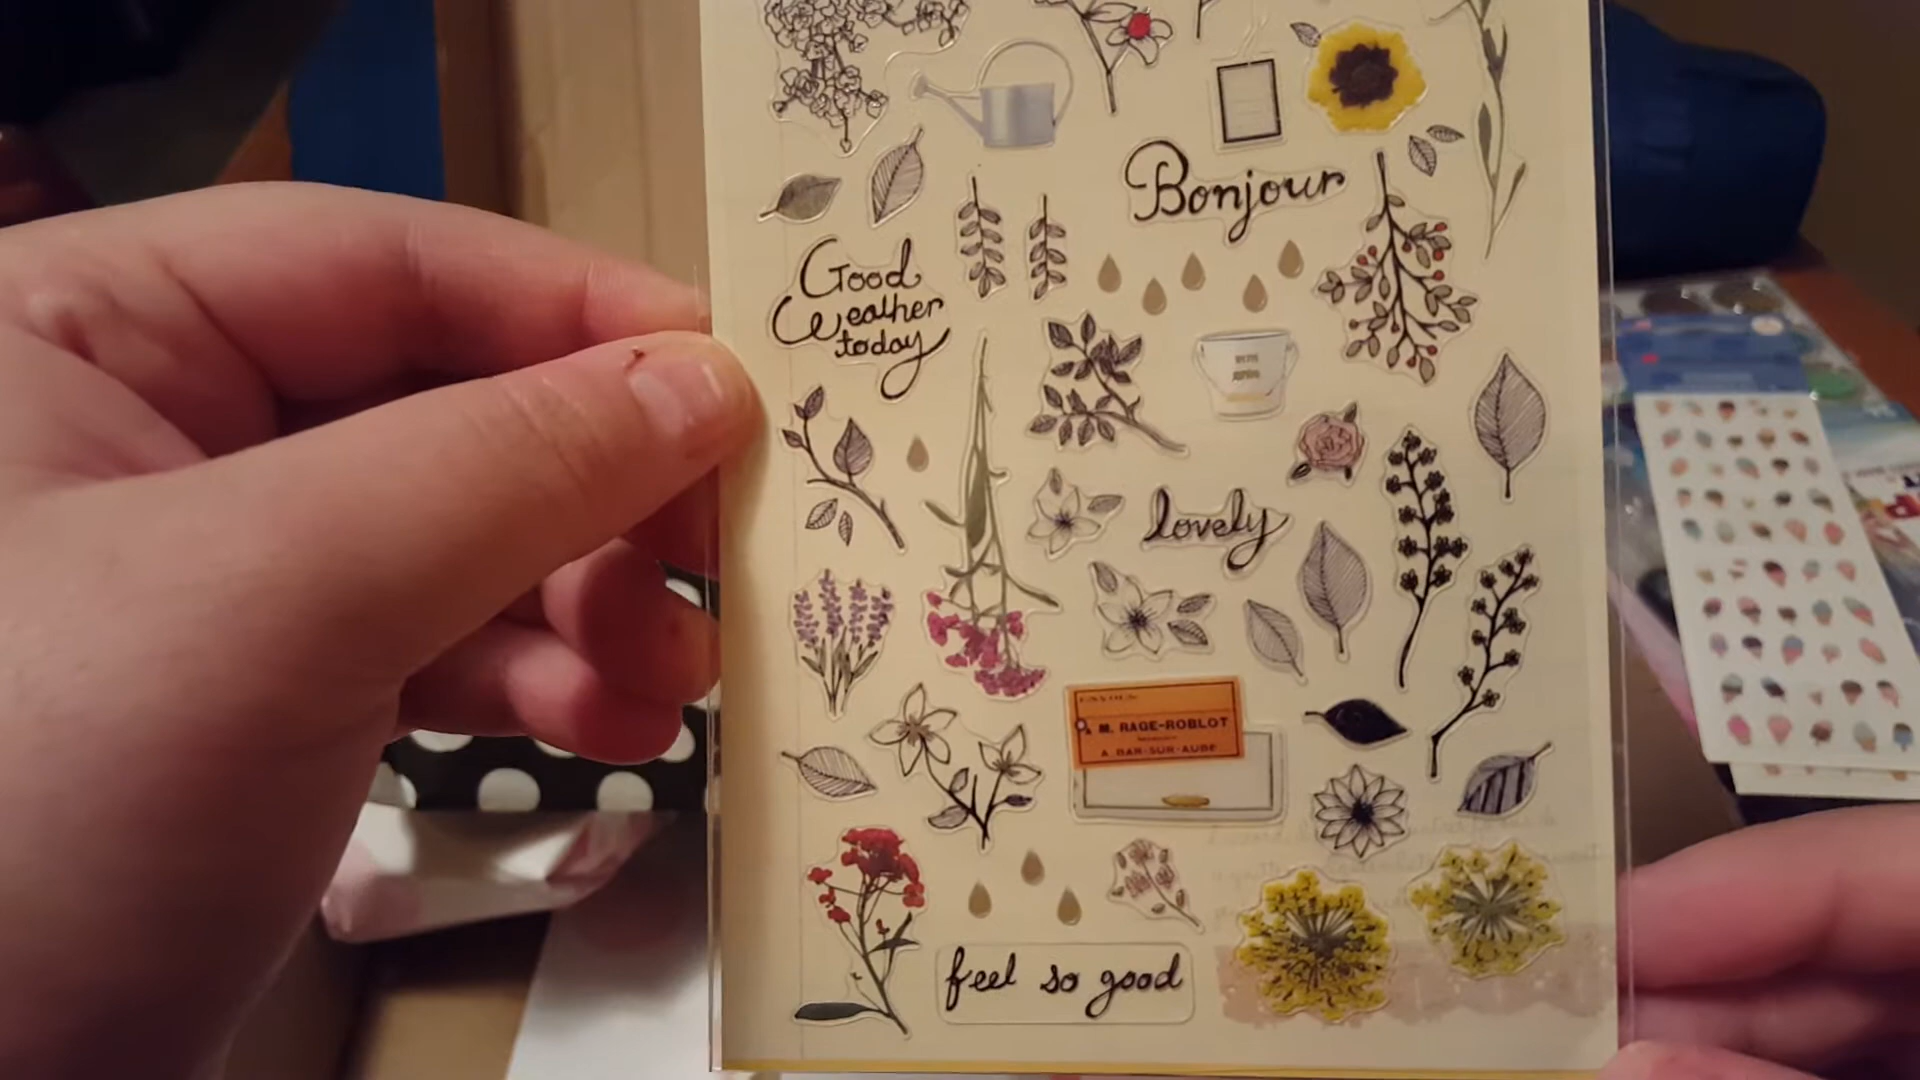 Bonjour
Good
Weather
today
lovely
M. RAGE-ROBLOT
A BAR-SUR-AUBE
feel so good